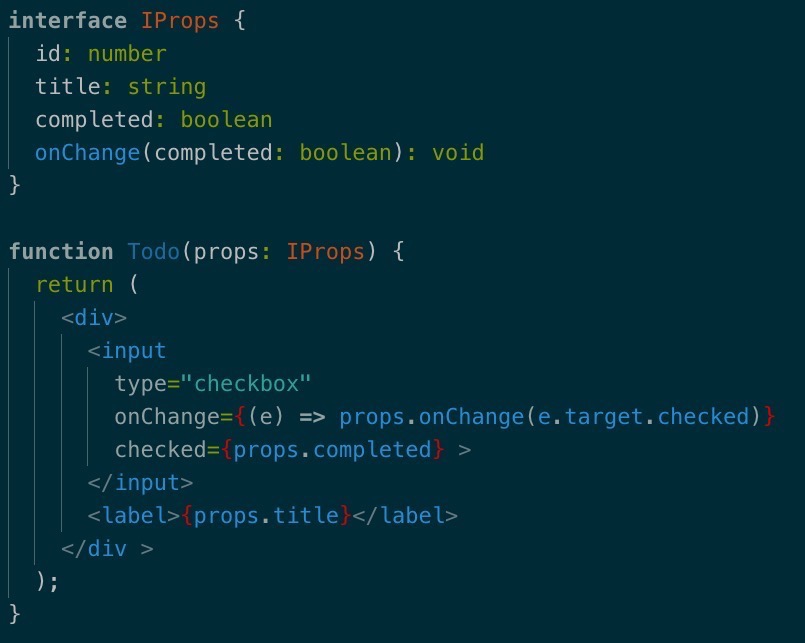 interface IProps {
  id: number
  title: string
  completed: boolean
  onChange(completed: boolean): void
}

function Todo(props: IProps) {
  return (
    <div>
      <input
        type="checkbox"
        onChange={(e) => props.onChange(e.target.checked)}
        checked={props.completed} >
      </input>
      <label>{props.title}</label>
    </div >
  );
}